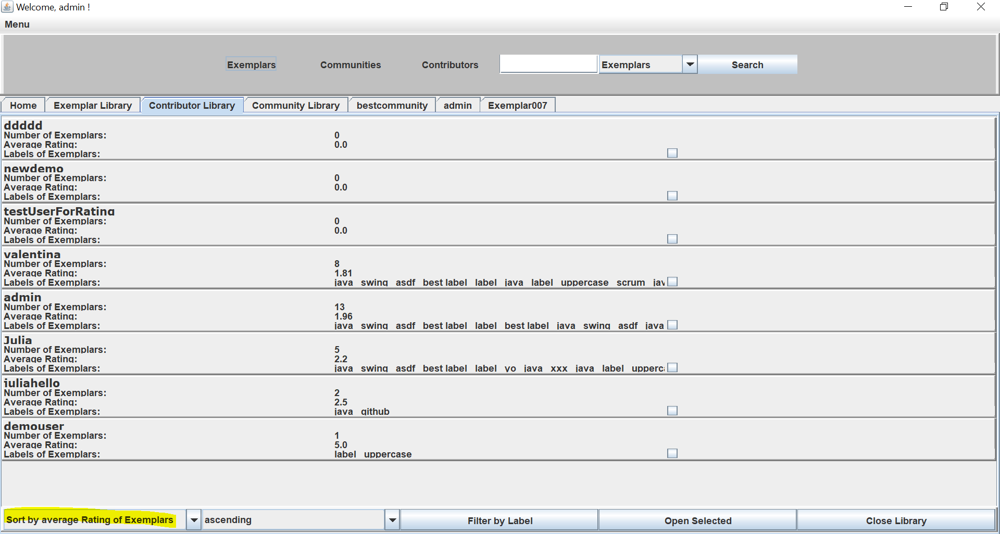 Welcome, admin !
Menu
Exemplars Communities Contributors Exemplars Search
Home Exemplar Library Contributor Library Community Library bestcommunity admin Exemplar007
ddddd
Number of Exemplars: 0
Average Rating: 0.0
Labels of Exemplars:
newdemo
Number of Exemplars: 0
Average Rating: 0.0
Labels of Exemplars:
testUserForRating
Number of Exemplars: 0
Average Rating: 0.0
Labels of Exemplars:
valentina
Number of Exemplars: 8
Average Rating: 1.81
Labels of Exemplars: java swing asdf best label label java label uppercase scrum jav
admin
Number of Exemplars: 13
Average Rating: 1.96
Labels of Exemplars: java swing asdf best label label best label java swing asdf java
Julia
Number of Exemplars: 5
Average Rating: 2.2
Labels of Exemplars: java swing asdf best label label yo java xxx java label upperca
juliahello
Number of Exemplars: 2
Average Rating: 2.5
Labels of Exemplars: java github
demouser
Number of Exemplars: 1
Average Rating: 5.0
Labels of Exemplars: label uppercase
Sort by average Rating of Exemplars ascending Filter by Label Open Selected Close Library